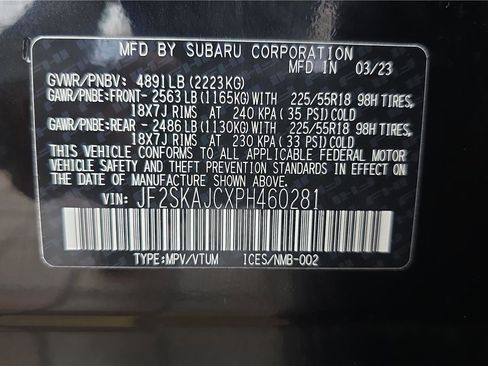 MFD BY SUBARU CORPORATION
MFD IN 03/23
GVWR/PNBV: 4891LB(2223KG)
GAWR/PNBE:FRONT-2563LB(1165KG)WITH 225/55R18 98H TIRES,
18X7J RIMS AT 240 KPA(35 PSI)COLD
GAWR/PNBE:REAR -2486LB(1130KG)WITH 225/55R18 98H TIRES,
18X7J RIMS AT 230 KPA(33 PSI)COLD
THIS VEHICLE CONFORMS TO ALL APPLICABLE FEDERAL MOTOR
VEHICLE SAFETY AND THEFT PREVENTION STANDARDS IN EFFECT
ON THE DATE OF MANUFACTURE SHOWN ABOVE.
VIN: JF2SKAJCXPH460281
TYPE:MPV/VTUM ICES/NMB-002